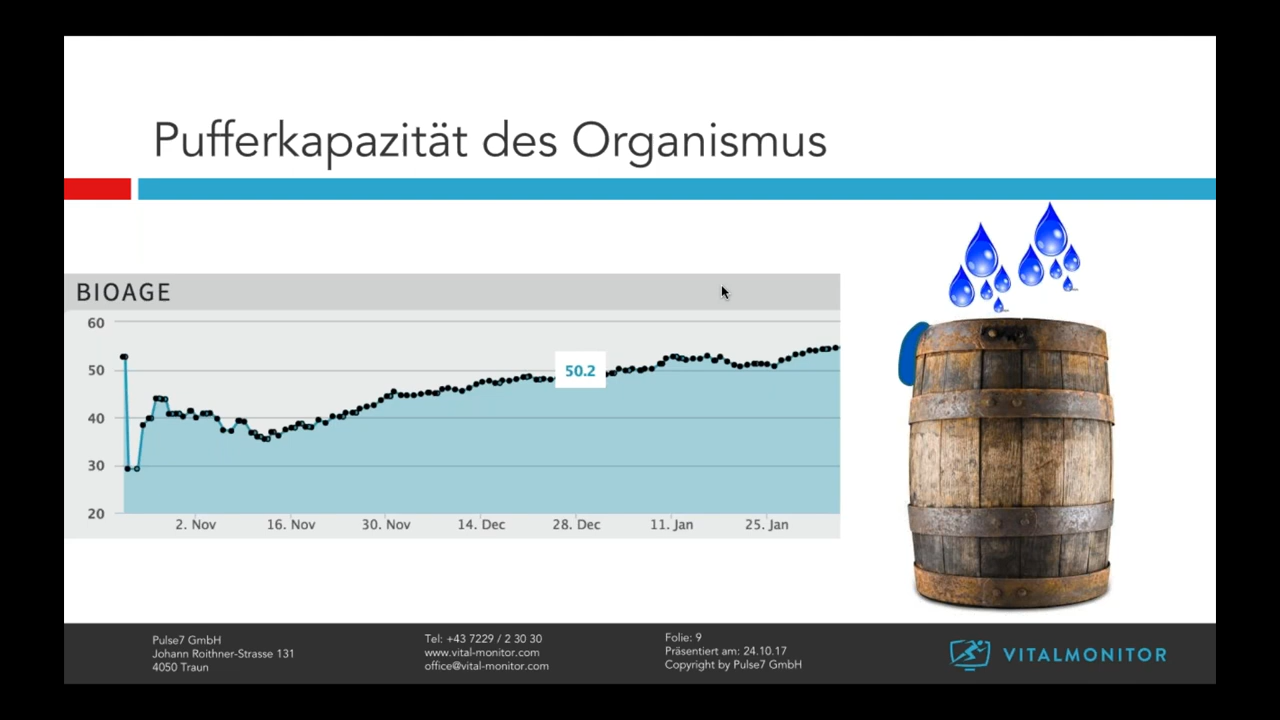 Pufferkapazität des Organismus
BIOAGE
60
50
40
30
20
50.2
2. Nov
16. Nov
30. Nov
14. Dec
28. Dec
11. Jan
25. Jan
Pulse7 GmbH
Johann Roithner-Strasse 131
4050 Traun
Tel: +43 7229 / 2 30 30
www.vital-monitor.com
office@vital-monitor.com
Folie: 9
Präsentiert am: 24.10.17
Copyright by Pulse7 GmbH
VITALMONITOR